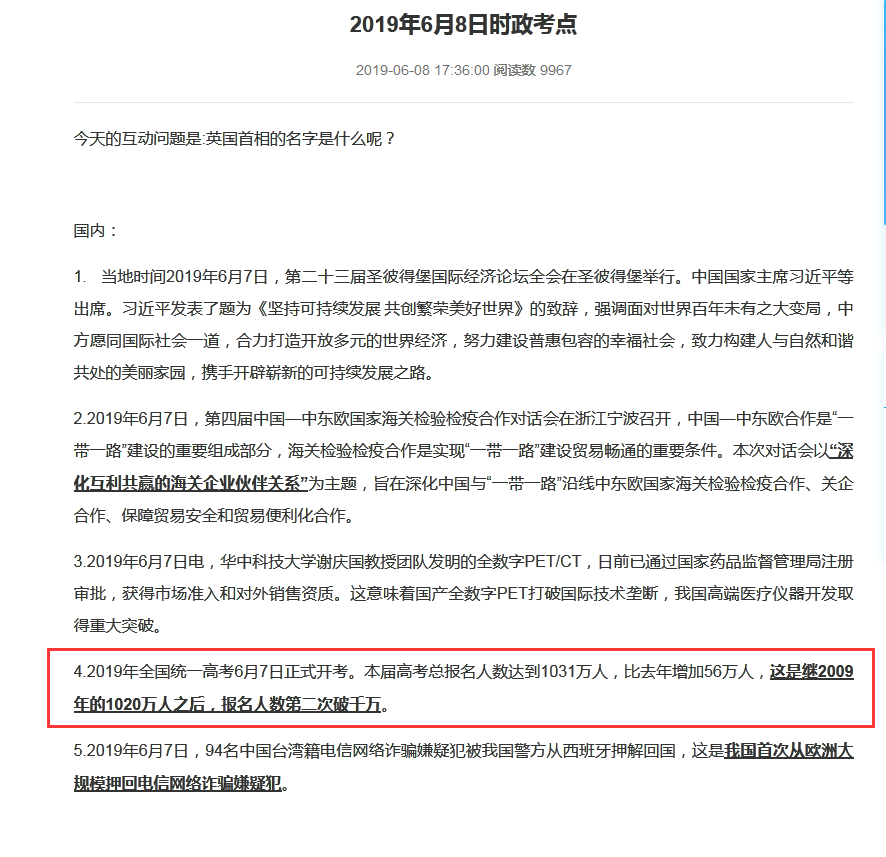 2019年6月8日时政考点
2019-06-08 17:36:00 阅读数 9967
今天的互动问题是:英国首相的名字是什么呢？
国内：
1. 当地时间2019年6月7日，第二十三届圣彼得堡国际经济论坛全会在圣彼得堡举行。中国国家主席习近平等
出席。习近平发表了题为《坚持可持续发展 共创繁荣美好世界》的致辞，强调面对世界百年未有之大变局，中
方愿同国际社会一道，合力打造开放多元的世界经济，努力建设普惠包容的幸福社会，致力构建人与自然和谐
共处的美丽家园，携手开辟崭新的可持续发展之路。
2.2019年6月7日，第四届中国—中东欧国家海关检验检疫合作对话会在浙江宁波召开，中国—中东欧合作是“一
带一路”建设的重要组成部分，海关检验检疫合作是实现“一带一路”建设贸易畅通的重要条件。本次对话会以“深
化互利共赢的海关企业伙伴关系”为主题，旨在深化中国与“一带一路”沿线中东欧国家海关检验检疫合作、关企
合作、保障贸易安全和贸易便利化合作。
3.2019年6月7日电，华中科技大学谢庆国教授团队发明的全数字PET/CT，日前已通过国家药品监督管理局注册
审批，获得市场准入和对外销售资质。这意味着国产全数字PET打破国际技术垄断，我国高端医疗仪器开发取
得重大突破。
4.2019年全国统一高考6月7日正式开考。本届高考总报名人数达到1031万人，比去年增加56万人，这是继2009
年的1020万人之后，报名人数第二次破千万。
5.2019年6月7日，94名中国台湾籍电信网络诈骗嫌疑犯被我国警方从西班牙押解回国，这是我国首次从欧洲大
规模押回电信网络诈骗嫌疑犯。